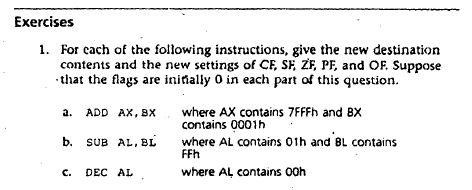 Exercises
1. For each of the following instructions, give the new destination
contents and the new settings of CF, SF, ZF, PF, and OF. Suppose
that the flags are initially 0 in each part of this question.
a. ADD AX,BX where AX contains 7FFFh and BX
contains 0001h
b. SUB AL,BL where AL contains 01h and BL contains
FFh
c. DEC AL where AL contains 00h